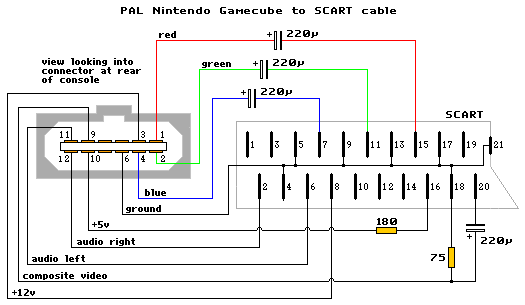 PAL Nintendo Gamecube to SCART cable
red
220µ
view looking into
connector at rear
of console
green
220µ
220µ
SCART
11 9 3 1
1 3 5 7 9 11 13 15 17 19 21
12 10 6 4 2
2 4 6 8 10 12 14 16 18 20
blue
ground
+5v
180
audio right
220µ
audio left
75
composite video
+12v